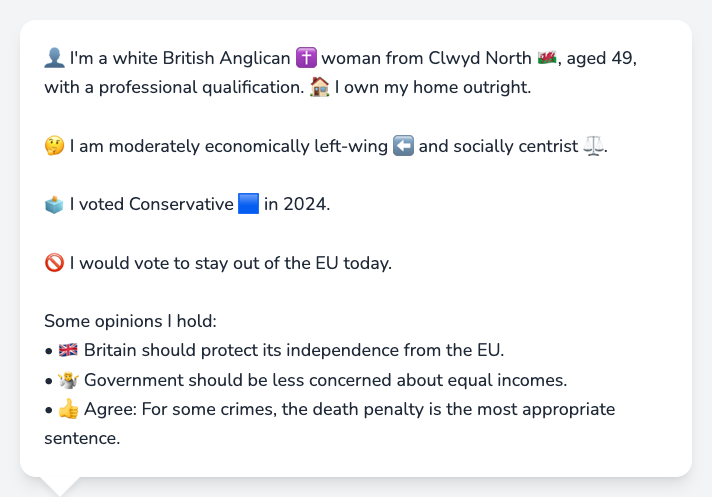 👤 I'm a white British Anglican ✝️ woman from Clwyd North 🏴󠁧󠁢󠁷󠁬󠁳󠁿, aged 49,
with a professional qualification. 🏠 I own my home outright.
🤔 I am moderately economically left-wing ⬅️ and socially centrist ⚖️.
🗳️ I voted Conservative 🟦 in 2024.
🚫 I would vote to stay out of the EU today.
Some opinions I hold:
• 🇬🇧 Britain should protect its independence from the EU.
• 🤷 Government should be less concerned about equal incomes.
• 👍 Agree: For some crimes, the death penalty is the most appropriate
sentence.